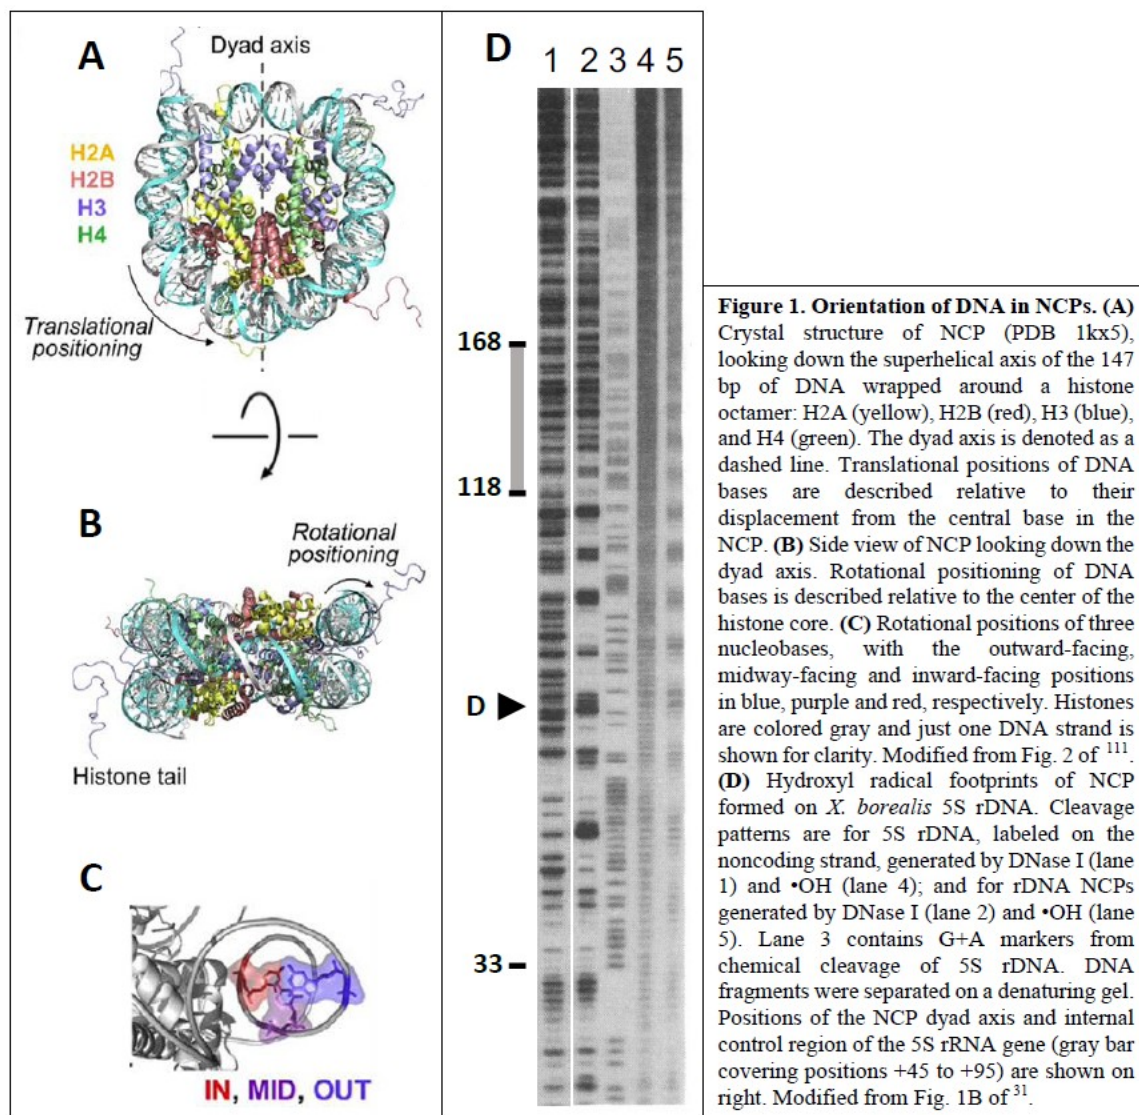 A
Dyad axis
H2A
H2B
H3
H4
Translational
positioning
B
Rotational
positioning
Histone tail
C
IN, MID, OUT
D
1 2 3 4 5
168
118
D
33
Figure 1. Orientation of DNA in NCPs. (A)
Crystal structure of NCP (PDB 1kx5),
looking down the superhelical axis of the 147
bp of DNA wrapped around a histone
octamer: H2A (yellow), H2B (red), H3 (blue),
and H4 (green). The dyad axis is denoted as a
dashed line. Translational positions of DNA
bases are described relative to their
displacement from the central base in the
NCP. (B) Side view of NCP looking down the
dyad axis. Rotational positioning of DNA
bases is described relative to the center of the
histone core. (C) Rotational positions of three
nucleobases, with the outward-facing,
midway-facing and inward-facing positions
in blue, purple and red, respectively. Histones
are colored gray and just one DNA strand is
shown for clarity. Modified from Fig. 2 of 111.
(D) Hydroxyl radical footprints of NCP
formed on X. borealis 5S rDNA. Cleavage
patterns are for 5S rDNA, labeled on the
noncoding strand, generated by DNase I (lane
1) and •OH (lane 4); and for rDNA NCPs
generated by DNase I (lane 2) and •OH (lane
5). Lane 3 contains G+A markers from
chemical cleavage of 5S rDNA. DNA
fragments were separated on a denaturing gel.
Positions of the NCP dyad axis and internal
control region of the 5S rRNA gene (gray bar
covering positions +45 to +95) are shown on
right. Modified from Fig. 1B of 31.